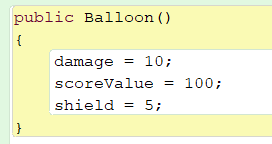 public Balloon()
{
damage = 10;
scoreValue = 100;
shield = 5;
}